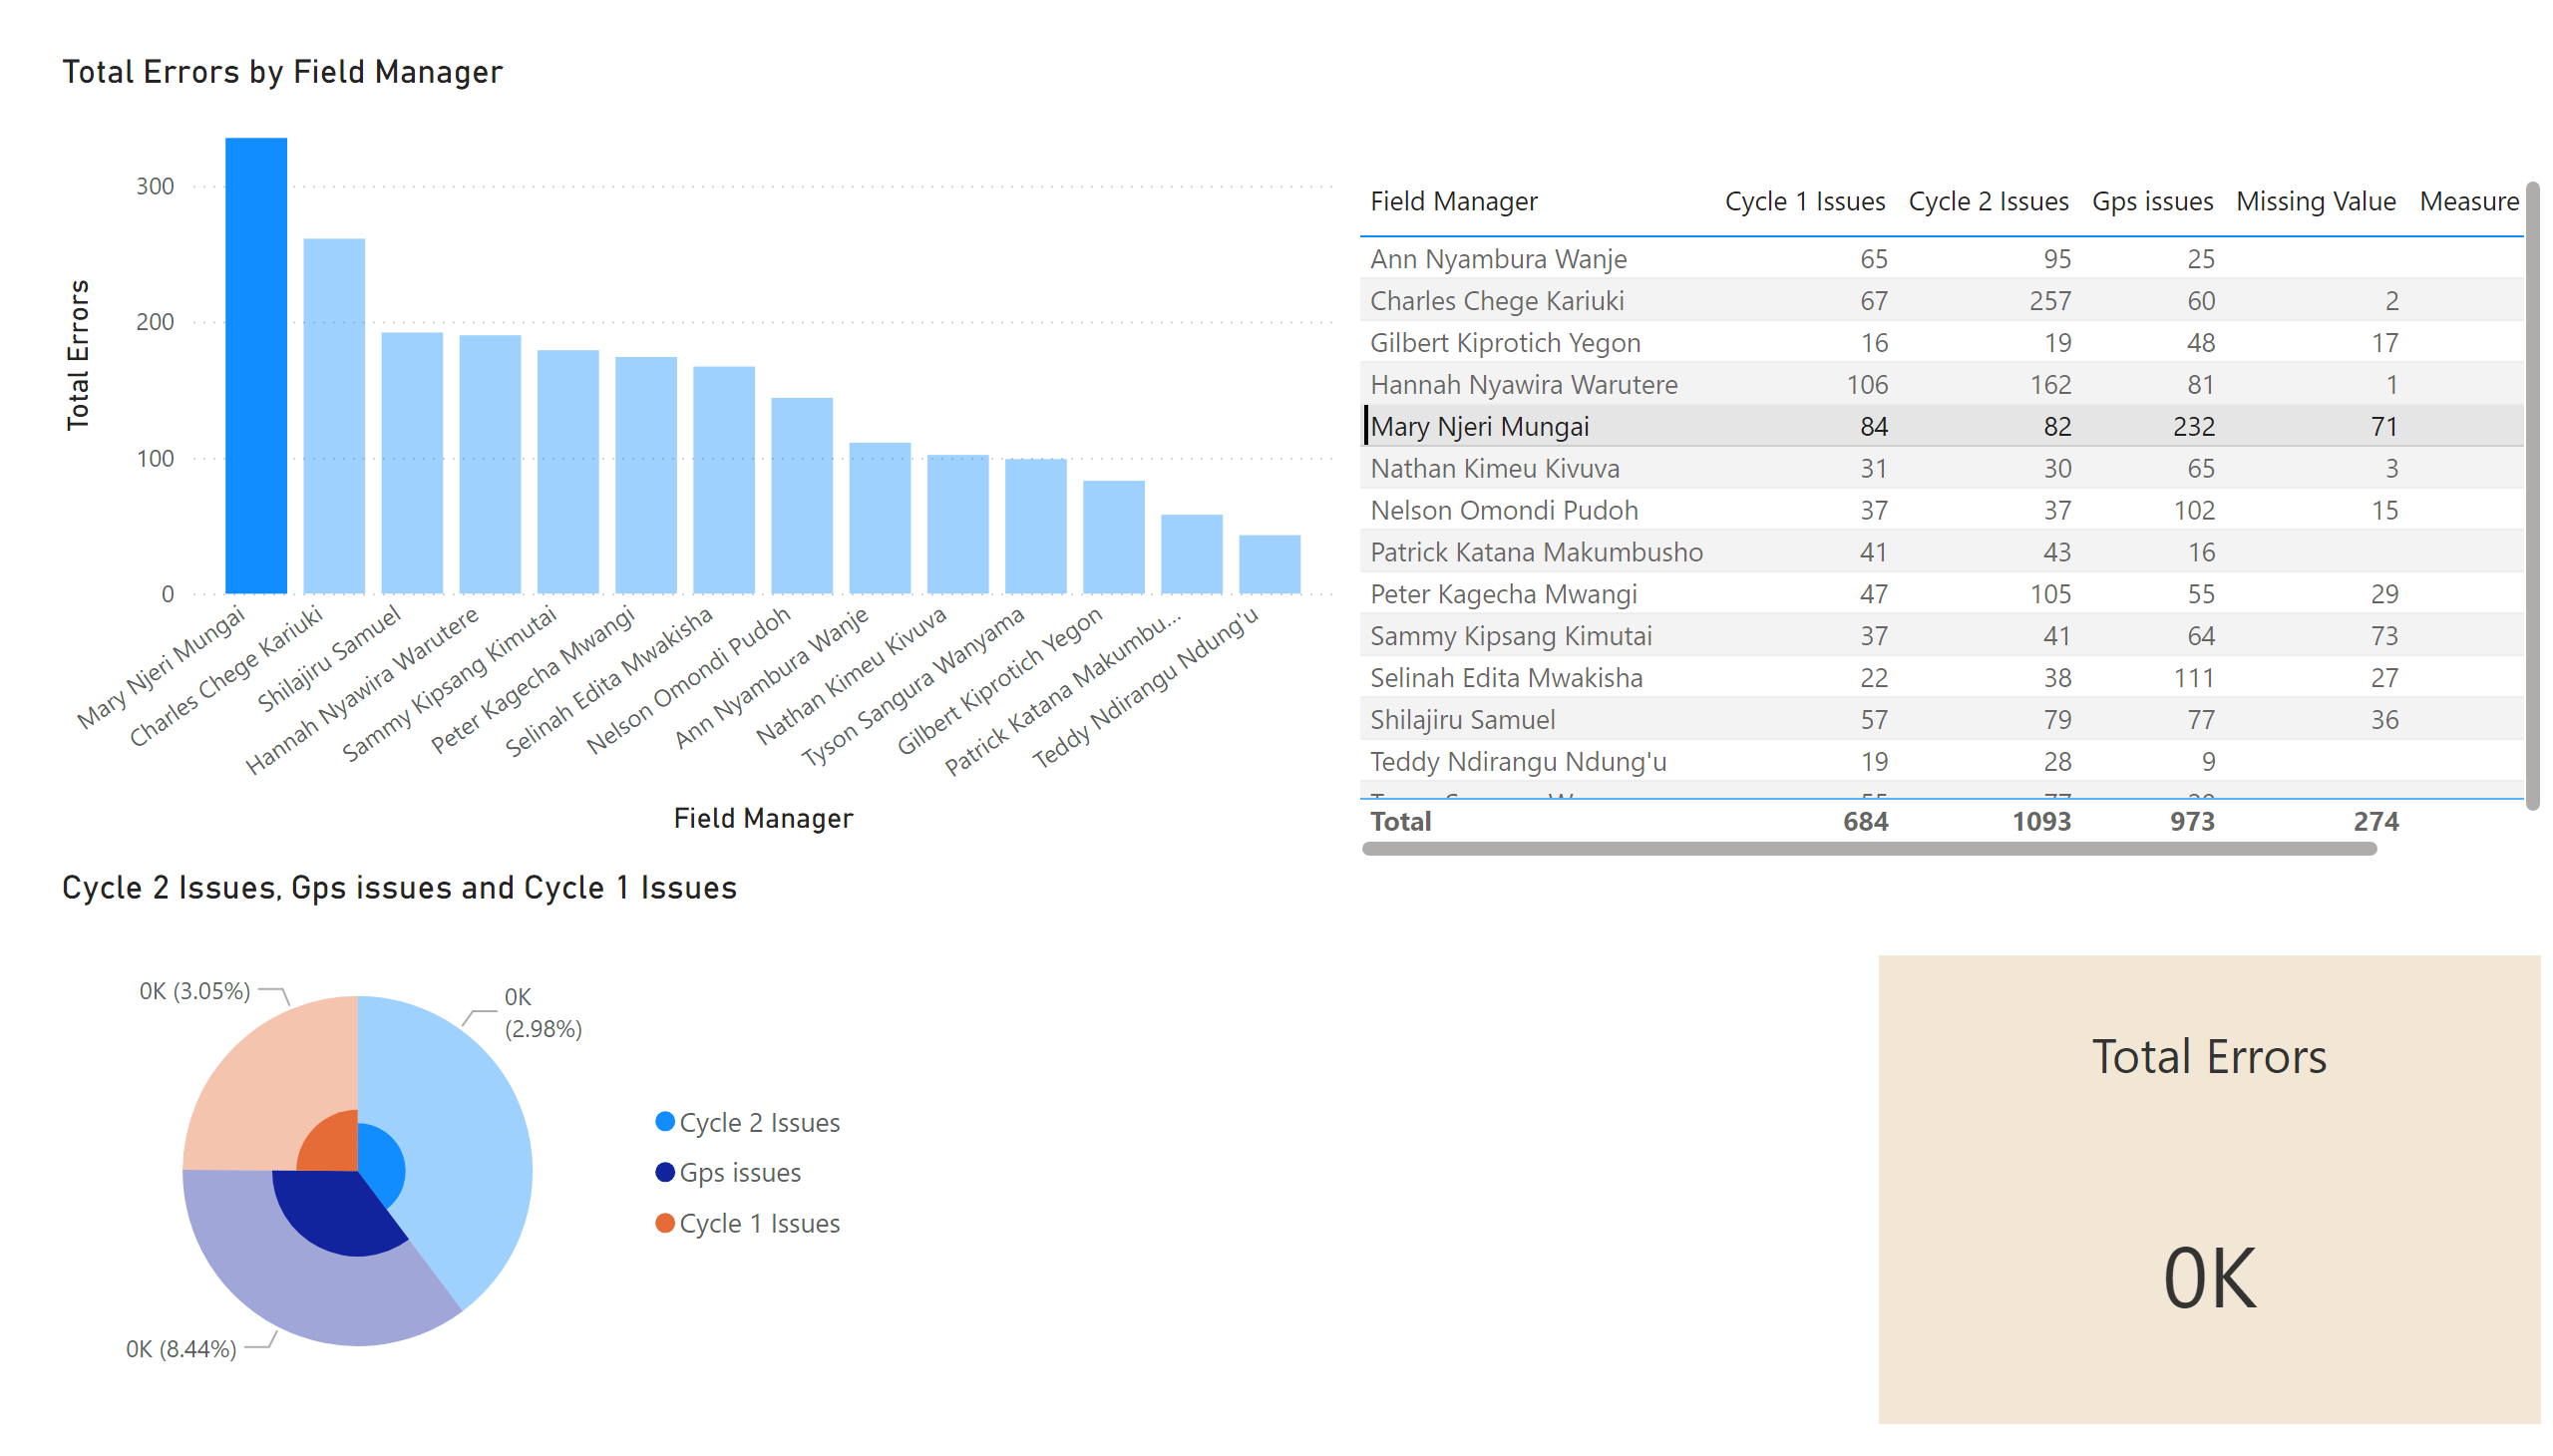 Total Errors by Field Manager
Total Errors
300
200
100
0
Mary Njeri Mungai
Charles Chege Kariuki
Shilajiru Samuel
Hannah Nyawira Warutere
Sammy Kipsang Kimutai
Peter Kagecha Mwangi
Selinah Edita Mwakisha
Nelson Omondi Pudoh
Ann Nyambura Wanje
Nathan Kimeu Kivuva
Tyson Sangura Wanyama
Gilbert Kiprotich Yegon
Patrick Katana Makumbu...
Teddy Ndirangu Ndung'u
Field Manager
Field Manager Cycle 1 Issues Cycle 2 Issues Gps issues Missing Value Measure
Ann Nyambura Wanje 65 95 25
Charles Chege Kariuki 67 257 60 2
Gilbert Kiprotich Yegon 16 19 48 17
Hannah Nyawira Warutere 106 162 81 1
Mary Njeri Mungai 84 82 232 71
Nathan Kimeu Kivuva 31 30 65 3
Nelson Omondi Pudoh 37 37 102 15
Patrick Katana Makumbusho 41 43 16
Peter Kagecha Mwangi 47 105 55 29
Sammy Kipsang Kimutai 37 41 64 73
Selinah Edita Mwakisha 22 38 111 27
Shilajiru Samuel 57 79 77 36
Teddy Ndirangu Ndung'u 19 28 9
Total 684 1093 973 274
Cycle 2 Issues, Gps issues and Cycle 1 Issues
0K (3.05%)
0K
(2.98%)
0K (8.44%)
Cycle 2 Issues
Gps issues
Cycle 1 Issues
Total Errors
0K